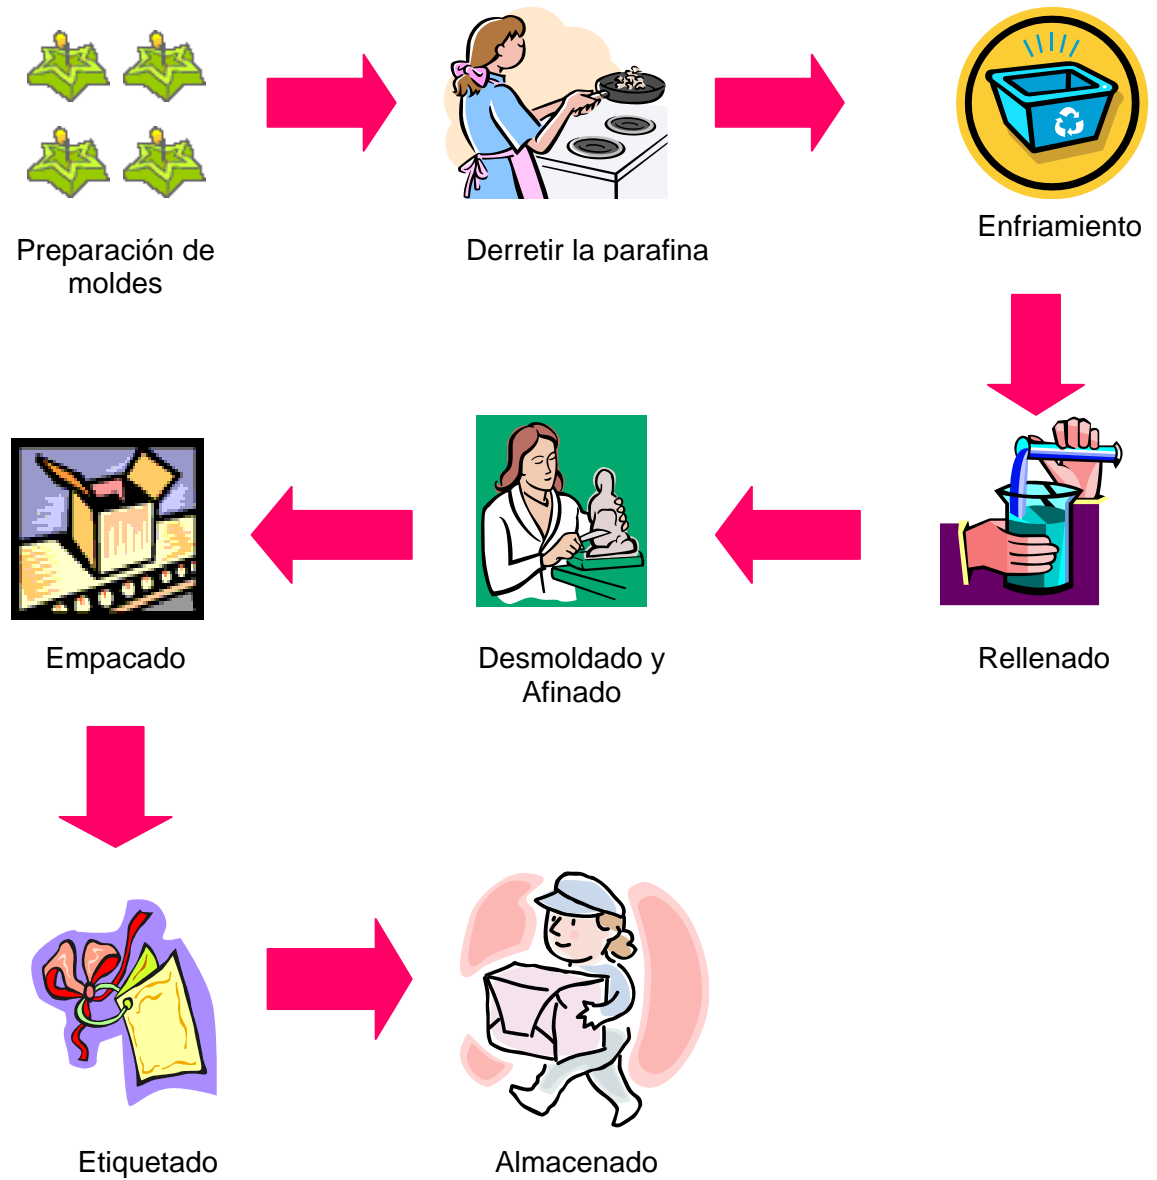 Preparación de
moldes
Derretir la parafina
Enfriamiento
Empacado
Desmoldado y
Afinado
Rellenado
Etiquetado
Almacenado